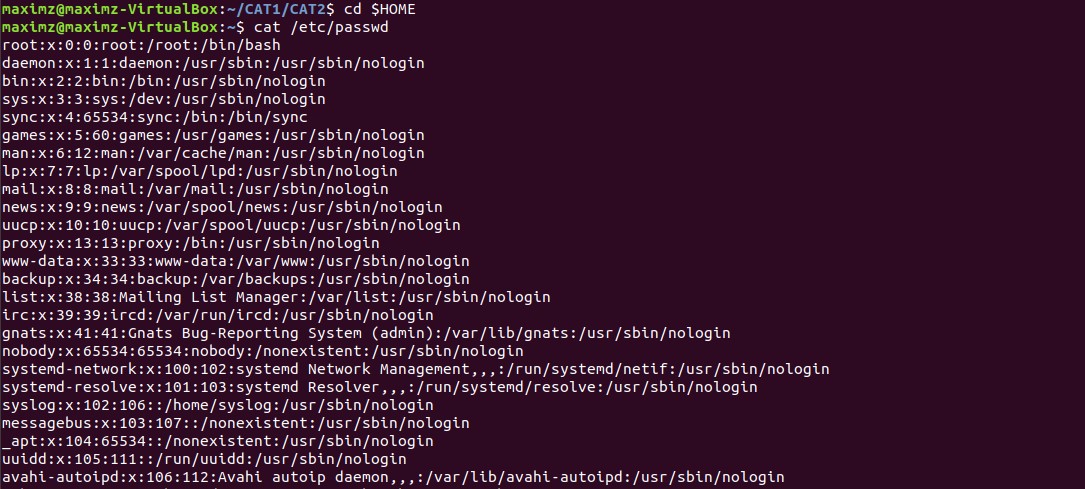 maximz@maximz-VirtualBox:~/CAT1/CAT2$ cd $HOME
maximz@maximz-VirtualBox:~$ cat /etc/passwd
root:x:0:0:root:/root:/bin/bash
daemon:x:1:1:daemon:/usr/sbin:/usr/sbin/nologin
bin:x:2:2:bin:/bin:/usr/sbin/nologin
sys:x:3:3:sys:/dev:/usr/sbin/nologin
sync:x:4:65534:sync:/bin:/bin/sync
games:x:5:60:games:/usr/games:/usr/sbin/nologin
man:x:6:12:man:/var/cache/man:/usr/sbin/nologin
lp:x:7:7:lp:/var/spool/lpd:/usr/sbin/nologin
mail:x:8:8:mail:/var/mail:/usr/sbin/nologin
news:x:9:9:news:/var/spool/news:/usr/sbin/nologin
uucp:x:10:10:uucp:/var/spool/uucp:/usr/sbin/nologin
proxy:x:13:13:proxy:/bin:/usr/sbin/nologin
www-data:x:33:33:www-data:/var/www:/usr/sbin/nologin
backup:x:34:34:backup:/var/backups:/usr/sbin/nologin
list:x:38:38:Mailing List Manager:/var/list:/usr/sbin/nologin
irc:x:39:39:ircd:/var/run/ircd:/usr/sbin/nologin
gnats:x:41:41:Gnats Bug-Reporting System (admin):/var/lib/gnats:/usr/sbin/nologin
nobody:x:65534:65534:nobody:/nonexistent:/usr/sbin/nologin
systemd-network:x:100:102:systemd Network Management,,,:/run/systemd/netif:/usr/sbin/nologin
systemd-resolve:x:101:103:systemd Resolver,,,:/run/systemd/resolve:/usr/sbin/nologin
syslog:x:102:106::/home/syslog:/usr/sbin/nologin
messagebus:x:103:107::/nonexistent:/usr/sbin/nologin
_apt:x:104:65534::/nonexistent:/usr/sbin/nologin
uuidd:x:105:111::/run/uuidd:/usr/sbin/nologin
avahi-autoipd:x:106:112:Avahi autoip daemon,,,:/var/lib/avahi-autoipd:/usr/sbin/nologin